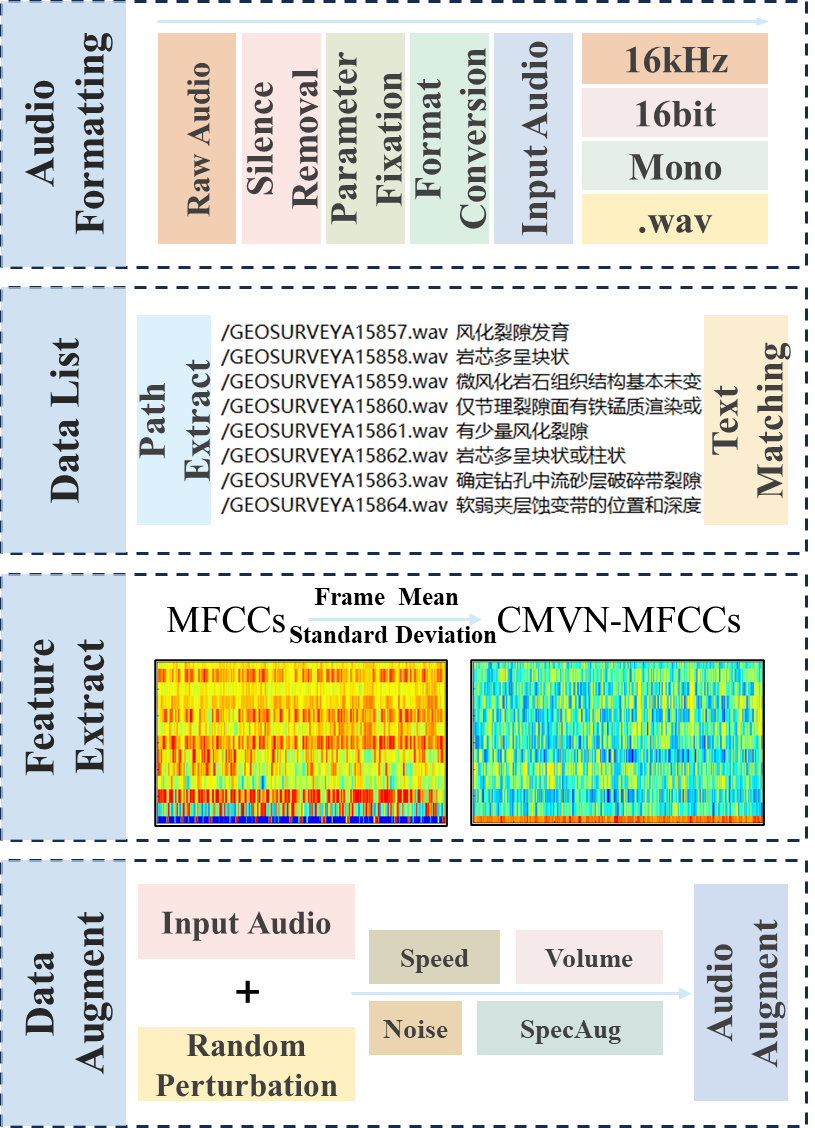 Audio
Formatting
Raw Audio
Silence
Removal
Parameter
Fixation
Format
Conversion
Input Audio
16kHz
16bit
Mono
.wav
Data List
Path
Extract
/GEOSURVEYA15857.wav 风化裂隙发育
/GEOSURVEYA15858.wav 岩芯多呈块状
/GEOSURVEYA15859.wav 微风化岩石组织结构基本未变
/GEOSURVEYA15860.wav 仅节理裂隙面有铁锰质渲染或
/GEOSURVEYA15861.wav 有少量风化裂隙
/GEOSURVEYA15862.wav 岩芯多呈块状或柱状
/GEOSURVEYA15863.wav 确定钻孔中流砂层破碎带裂隙
/GEOSURVEYA15864.wav 软弱夹层蚀变带的位置和深度
Text
Matching
Feature
Extract
MFCCs
Frame Mean
Standard Deviation
CMVN-MFCCs
Data
Augment
Input Audio
+
Random
Perturbation
Speed
Volume
Noise
SpecAug
Audio
Augment